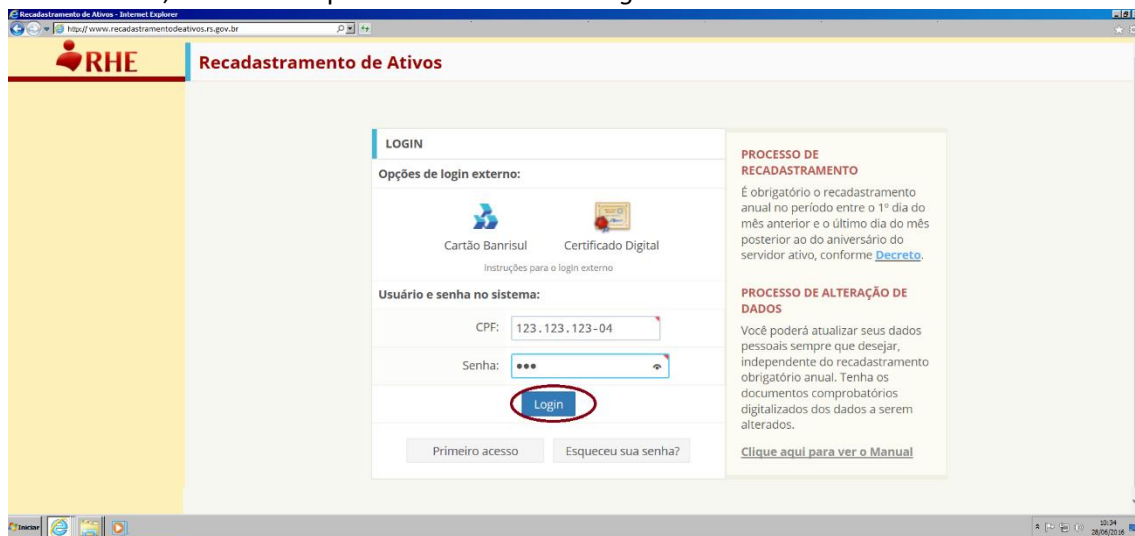 Recadastramento de Ativos - Internet Explorer
http://www.recadastramentodeativos.rs.gov.br
RHE
Recadastramento de Ativos
LOGIN
Opções de login externo:
Cartão Banrisul
Certificado Digital
Instruções para o login externo
Usuário e senha no sistema:
CPF: 123.123.123-04
Senha: •••
Login
Primeiro acesso
Esqueceu sua senha?
PROCESSO DE
RECADASTRAMENTO
É obrigatório o recadastramento
anual no período entre o 1º dia do
mês anterior e o último dia do mês
posterior ao do aniversário do
servidor ativo, conforme Decreto.
PROCESSO DE ALTERAÇÃO DE
DADOS
Você poderá atualizar seus dados
pessoais sempre que desejar,
independente do recadastramento
obrigatório anual. Tenha os
documentos comprobatórios
digitalizados dos dados a serem
alterados.
Clique aqui para ver o Manual
Iniciar
10:34
28/06/2016